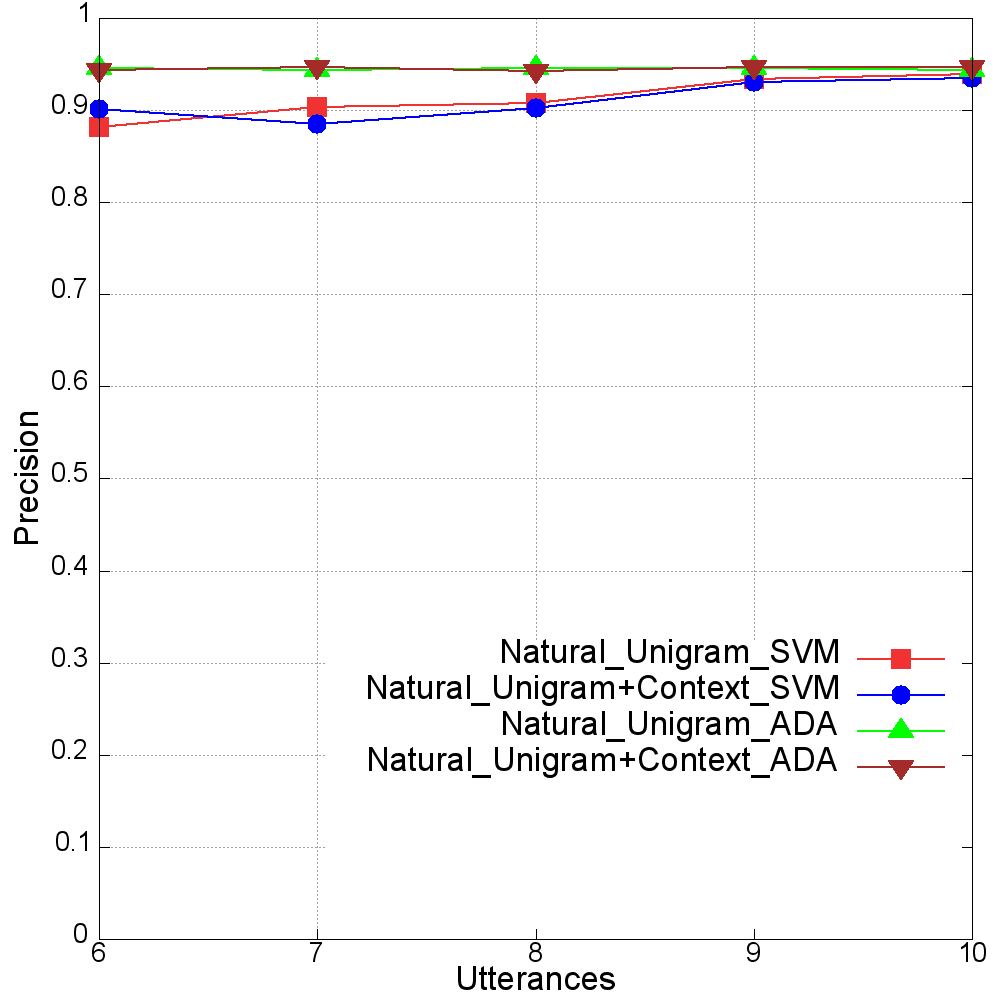 1
0.9
0.8
0.7
0.6
0.5
0.4
0.3
0.2
0.1
0
Precision
Natural_Unigram_SVM
Natural_Unigram+Context_SVM
Natural_Unigram_ADA
Natural_Unigram+Context_ADA
6 7 8 9 10
Utterances